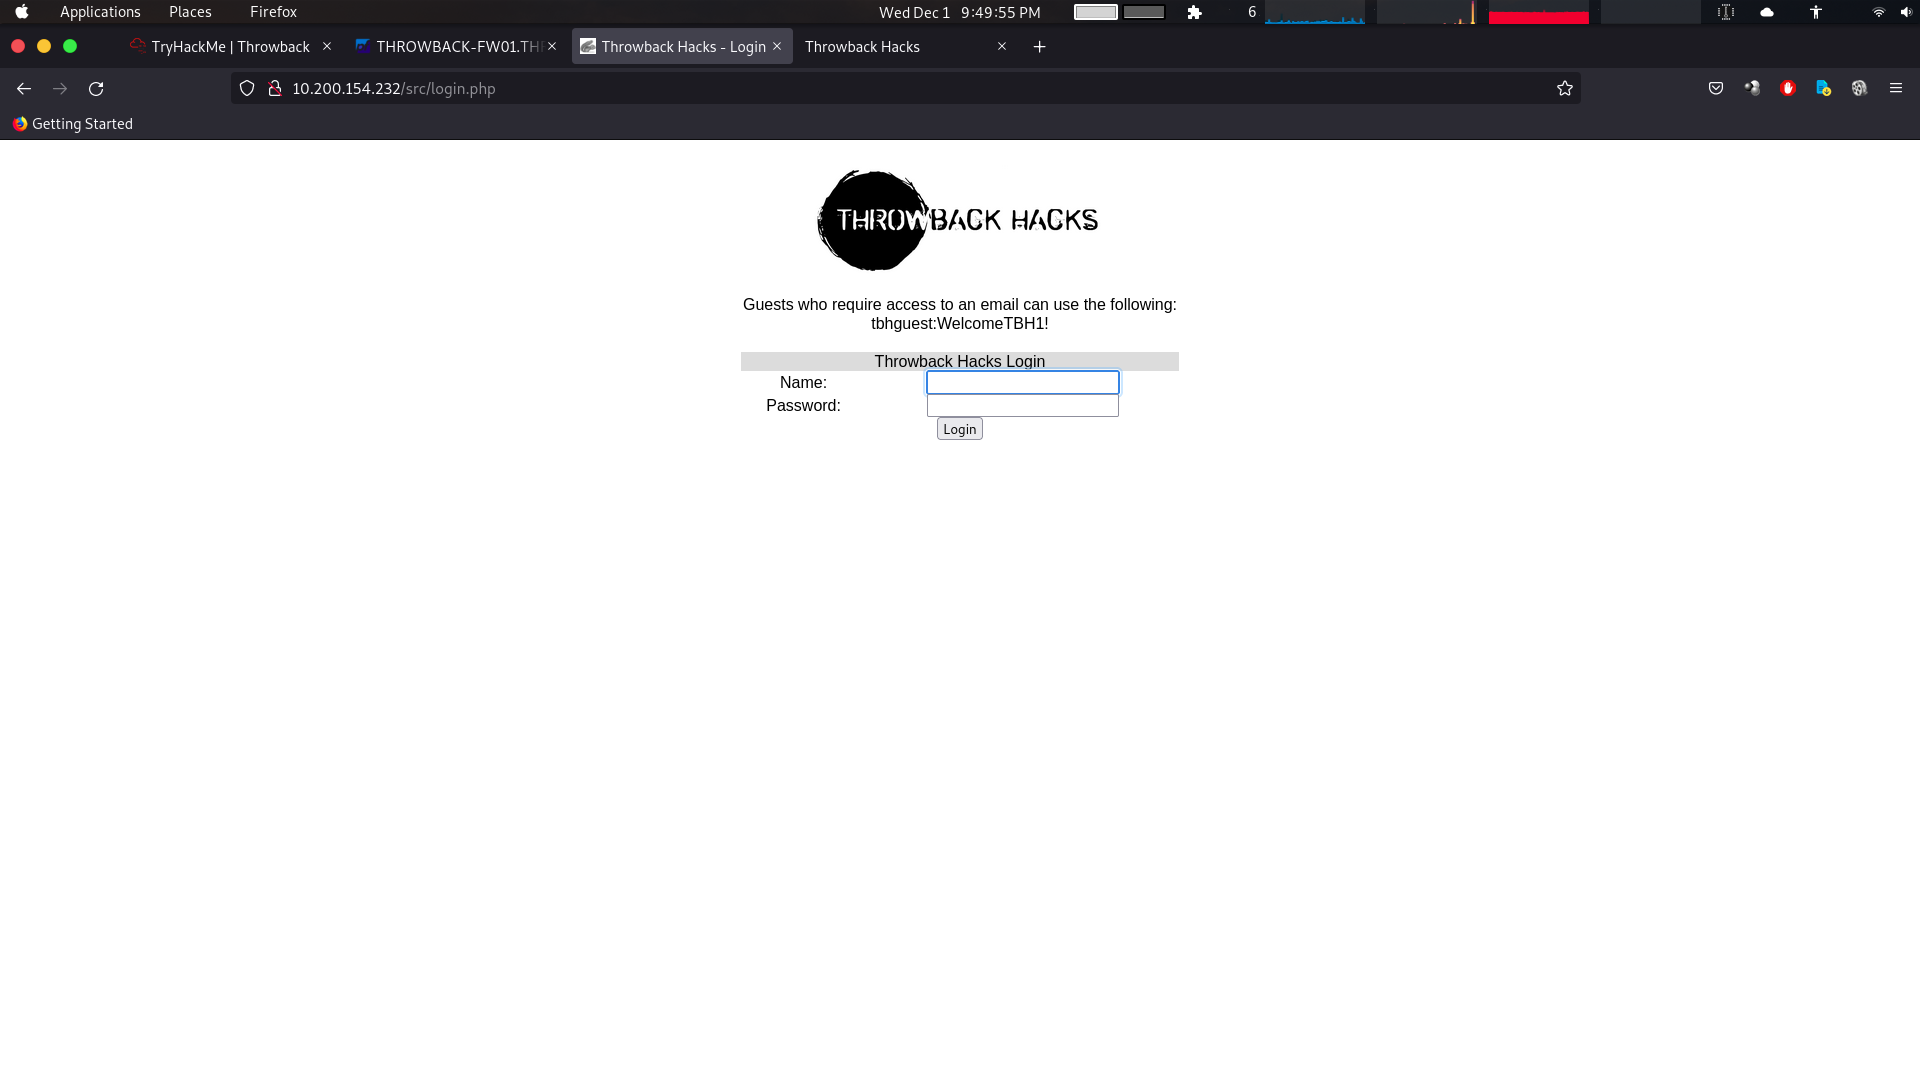 Applications Places Firefox Wed Dec 1 9:49:55 PM 6
TryHackMe | Throwback THROWBACK-FW01.THR Throwback Hacks - Login Throwback Hacks
10.200.154.232/src/login.php
Getting Started
THROWBACK HACKS
Guests who require access to an email can use the following:
tbhguest:WelcomeTBH1!
Throwback Hacks Login
Name:
Password:
Login